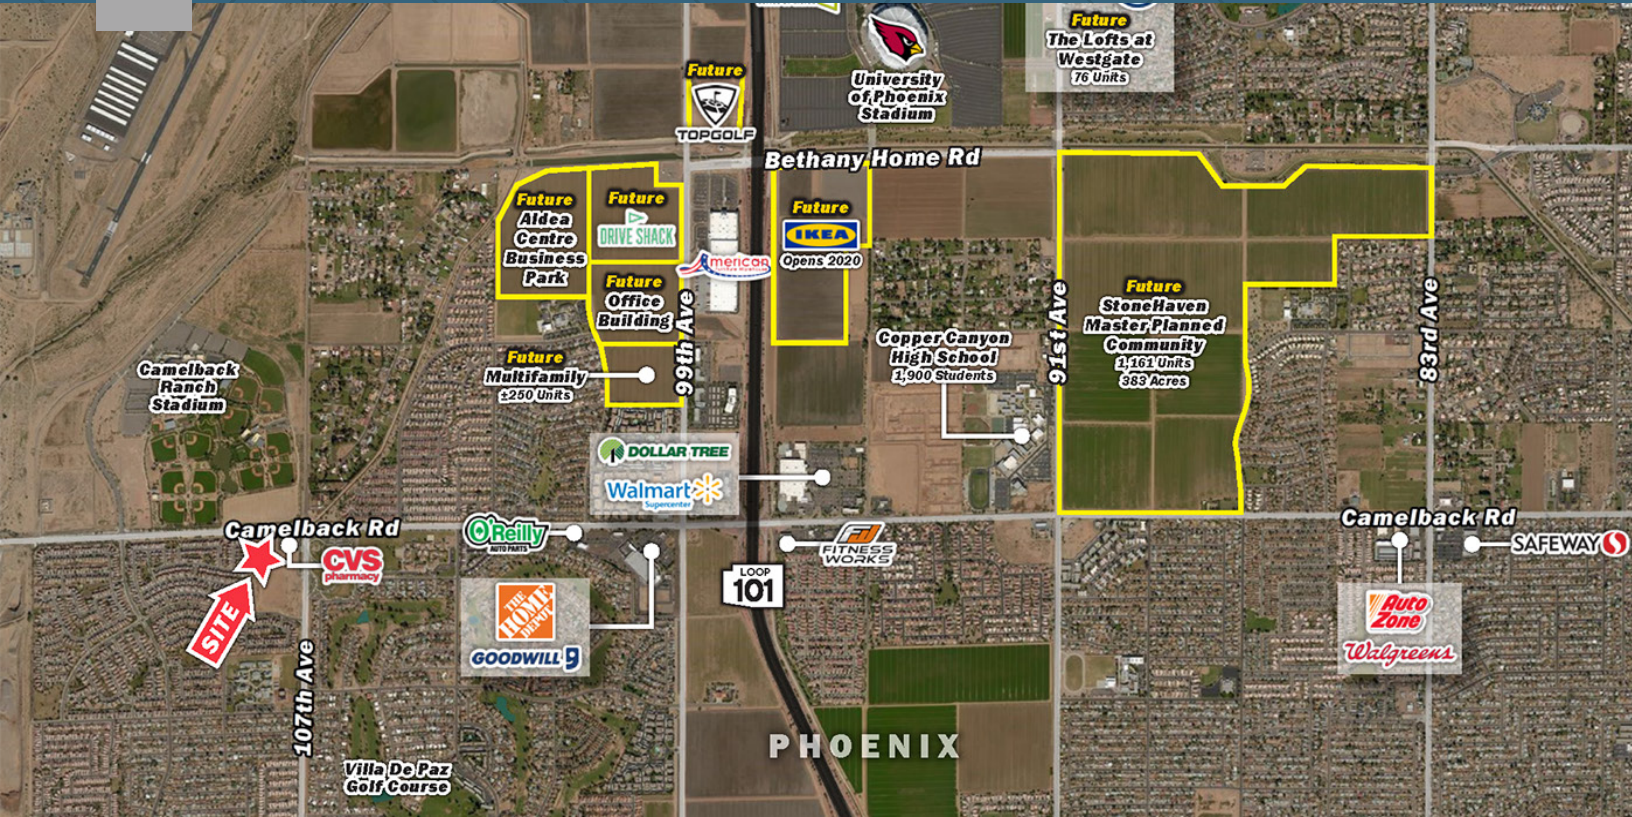 Future
TOPGOLF
University
of Phoenix
Stadium
Future
The Lofts at
Westgate
76 Units
Bethany Home Rd
Future
Aldea
Centre
Business
Park
Future
DRIVE SHACK
Future
Office
Building
Future
Multifamily
±250 Units
99th Ave
American
Future
IKEA
Opens 2020
Copper Canyon
High School
1,900 Students
91st Ave
Future
StoneHaven
Master Planned
Community
1,161 Units
383 Acres
83rd Ave
Camelback
Ranch
Stadium
DOLLAR TREE
Walmart
Supercenter
Camelback Rd
SITE
CVS
pharmacy
107th Ave
O'Reilly
AUTO PARTS
THE
HOME
DEPOT
GOODWILL
LOOP
101
FITNESS
WORKS
Camelback Rd
SAFEWAY
Auto
Zone
Walgreens
PHOENIX
Villa De Paz
Golf Course